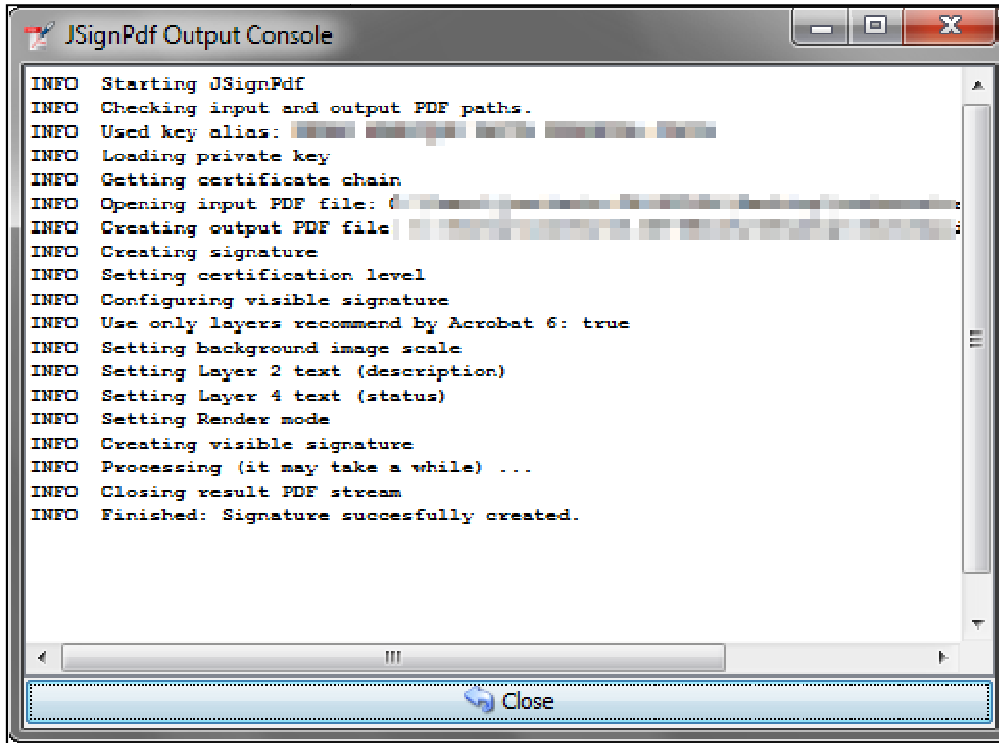 JSignPdf Output Console
INFO Starting JSignPdf
INFO Checking input and output PDF paths.
INFO Used key alias:
INFO Loading private key
INFO Getting certificate chain
INFO Opening input PDF file:
INFO Creating output PDF file:
INFO Creating signature
INFO Setting certification level
INFO Configuring visible signature
INFO Use only layers recommend by Acrobat 6: true
INFO Setting background image scale
INFO Setting Layer 2 text (description)
INFO Setting Layer 4 text (status)
INFO Setting Render mode
INFO Creating visible signature
INFO Processing (it may take a while) ...
INFO Closing result PDF stream
INFO Finished: Signature succesfully created.
Close